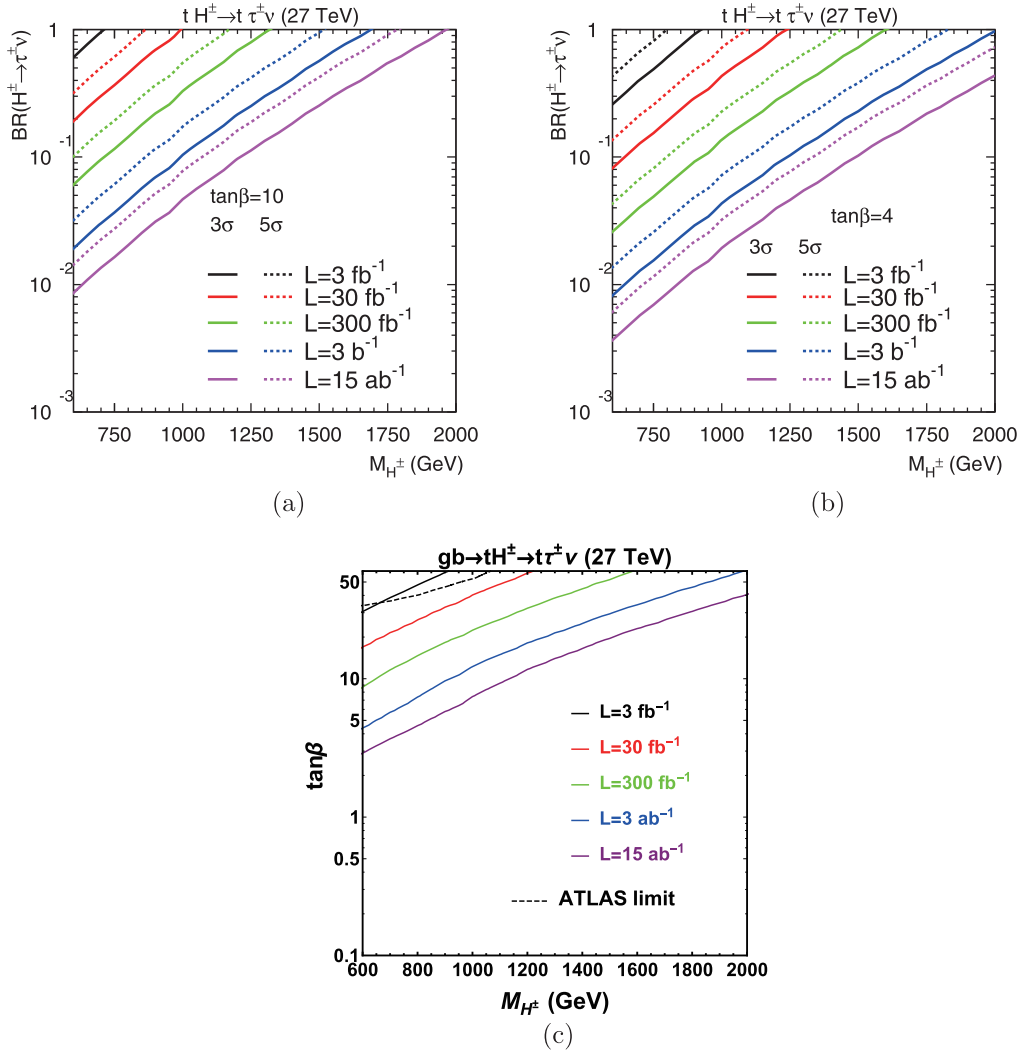 t H± → t τ±ν (27 TeV)
BR(H± → τ±ν)
1
10⁻¹
10⁻²
10⁻³
tanβ=10
3σ 5σ
L=3 fb⁻¹
L=30 fb⁻¹
L=300 fb⁻¹
L=3 b⁻¹
L=15 ab⁻¹
750 1000 1250 1500 1750 2000
M_H± (GeV)
(a)
t H± → t τ±ν (27 TeV)
BR(H± → τ±ν)
1
10⁻¹
10⁻²
10⁻³
tanβ=4
3σ 5σ
L=3 fb⁻¹
L=30 fb⁻¹
L=300 fb⁻¹
L=3 b⁻¹
L=15 ab⁻¹
750 1000 1250 1500 1750 2000
M_H± (GeV)
(b)
gb→tH±→tτ±ν (27 TeV)
tanβ
50
10
5
1
0.5
0.1
L=3 fb⁻¹
L=30 fb⁻¹
L=300 fb⁻¹
L=3 ab⁻¹
L=15 ab⁻¹
ATLAS limit
600 800 1000 1200 1400 1600 1800 2000
M_H± (GeV)
(c)